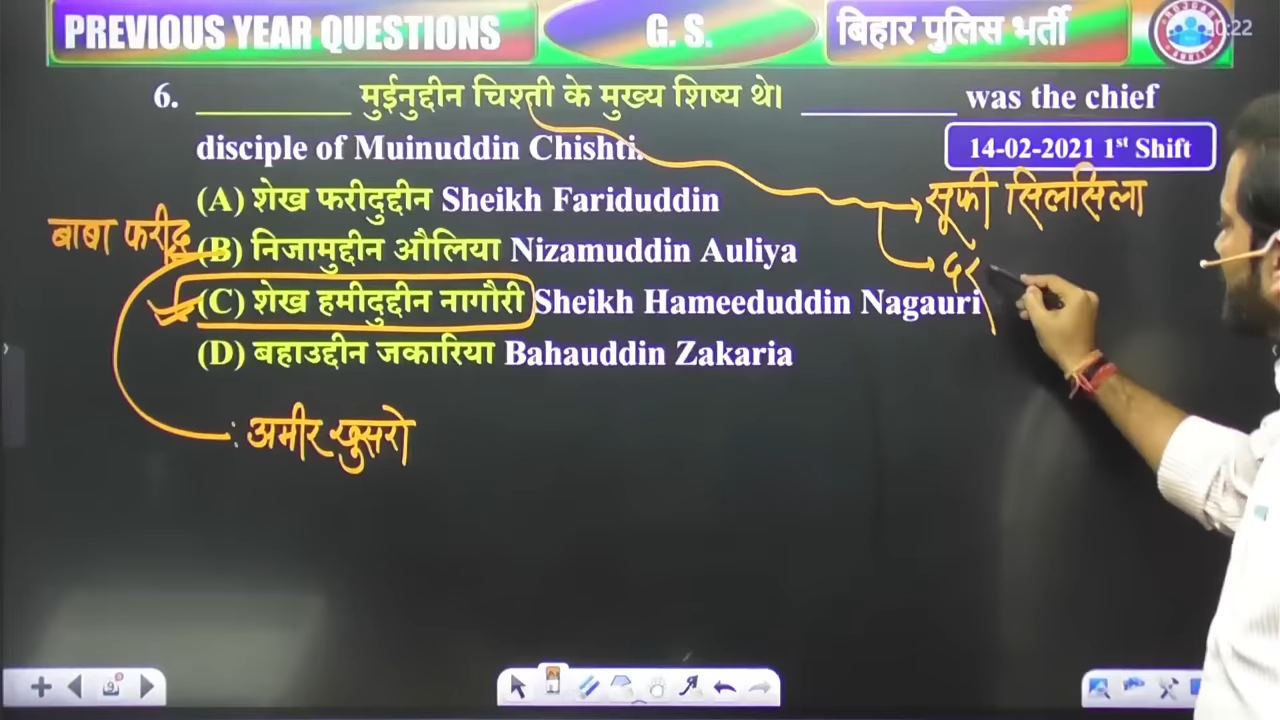 PREVIOUS YEAR QUESTIONS
G. S.
बिहार पुलिस भर्ती
6. __________ मुईनुद्दीन चिश्ती के मुख्य शिष्य थे। __________ was the chief
disciple of Muinuddin Chishti.
14-02-2021 1st Shift
(A) शेख फरीदुद्दीन Sheikh Fariduddin
सूफी सिलसिला
बाबा फरीद
(B) निजामुद्दीन औलिया Nizamuddin Auliya
दर
(C) शेख हमीदुद्दीन नागौरी Sheikh Hameeduddin Nagauri
(D) बहाउद्दीन जकारिया Bahauddin Zakaria
: अमीर खुसरो